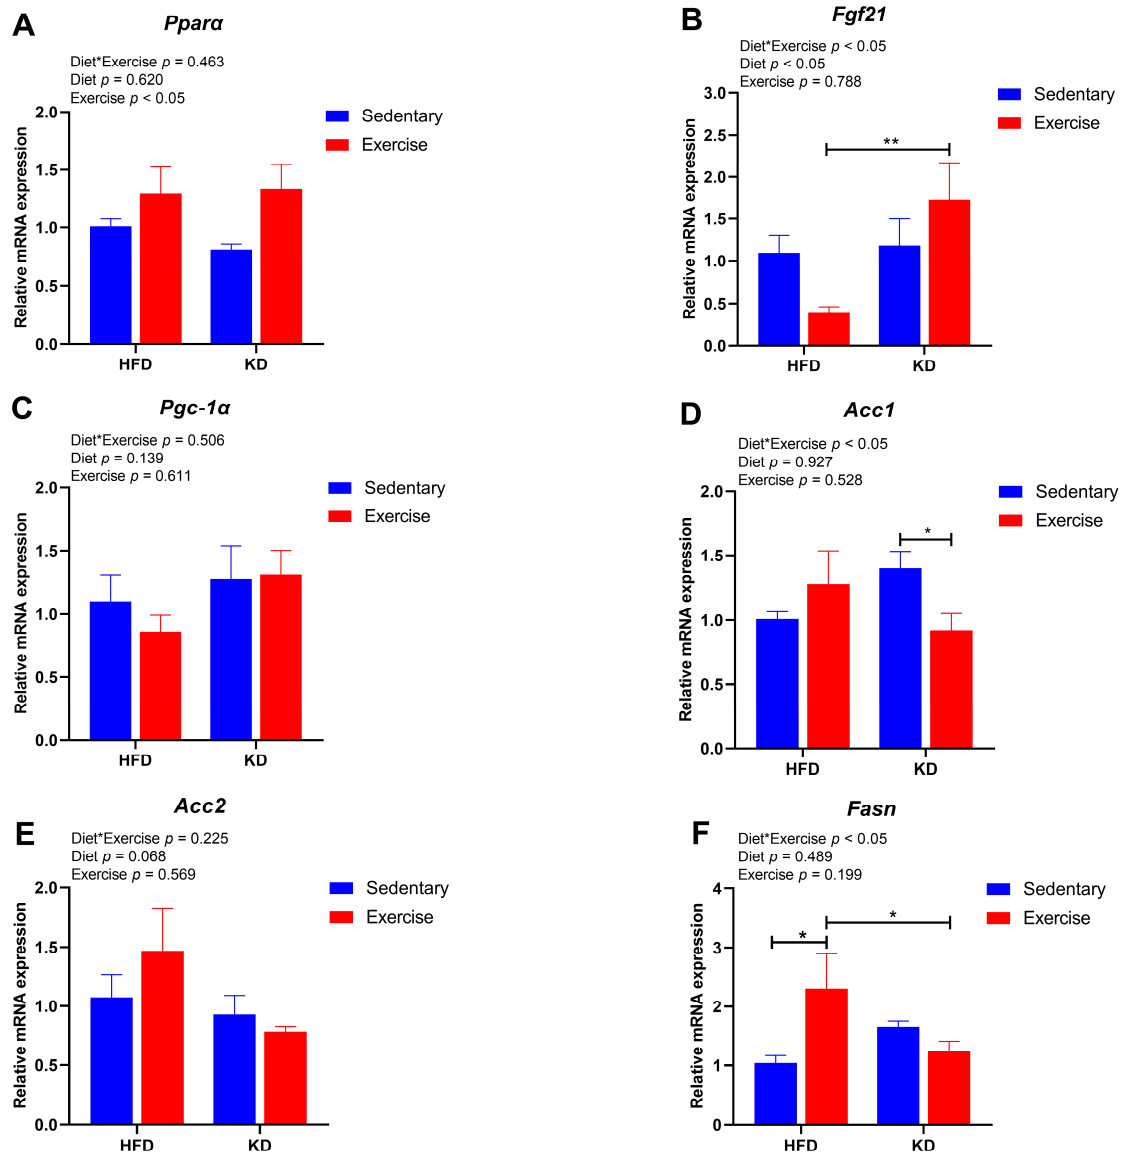 A
Pparα
Diet*Exercise p = 0.463
Diet p = 0.620
Exercise p < 0.05
Relative mRNA expression
2.0
1.5
1.0
0.5
0.0
HFD
KD
Sedentary
Exercise
B
Fgf21
Diet*Exercise p < 0.05
Diet p < 0.05
Exercise p = 0.788
Relative mRNA expression
3.0
2.5
2.0
1.5
1.0
0.5
0.0
**
HFD
KD
Sedentary
Exercise
C
Pgc-1α
Diet*Exercise p = 0.506
Diet p = 0.139
Exercise p = 0.611
Relative mRNA expression
2.0
1.5
1.0
0.5
0.0
HFD
KD
Sedentary
Exercise
D
Acc1
Diet*Exercise p < 0.05
Diet p = 0.927
Exercise p = 0.528
Relative mRNA expression
2.0
1.5
1.0
0.5
0.0
*
HFD
KD
Sedentary
Exercise
E
Acc2
Diet*Exercise p = 0.225
Diet p = 0.068
Exercise p = 0.569
Relative mRNA expression
2.0
1.5
1.0
0.5
0.0
HFD
KD
Sedentary
Exercise
F
Fasn
Diet*Exercise p < 0.05
Diet p = 0.489
Exercise p = 0.199
Relative mRNA expression
4
3
2
1
0
*
*
HFD
KD
Sedentary
Exercise